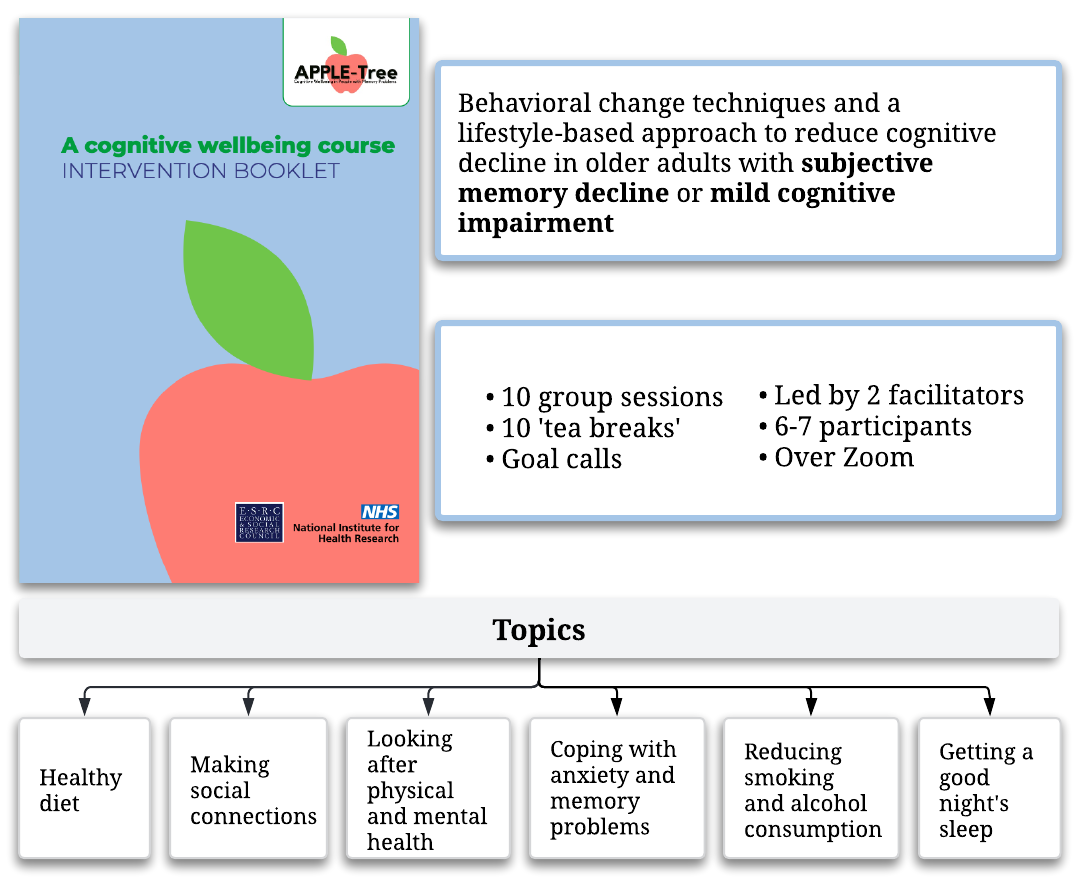 APPLE-Tree
Cognitive Wellbeing in People with Memory Problems
A cognitive wellbeing course
INTERVENTION BOOKLET
E·S·R·C
ECONOMIC
& SOCIAL
RESEARCH
COUNCIL
NHS
National Institute for
Health Research
Behavioral change techniques and a
lifestyle-based approach to reduce cognitive
decline in older adults with subjective
memory decline or mild cognitive
impairment
• 10 group sessions
• 10 'tea breaks'
• Goal calls
• Led by 2 facilitators
• 6-7 participants
• Over Zoom
Topics
Healthy
diet
Making
social
connections
Looking
after
physical
and mental
health
Coping with
anxiety and
memory
problems
Reducing
smoking
and alcohol
consumption
Getting a
good
night's
sleep